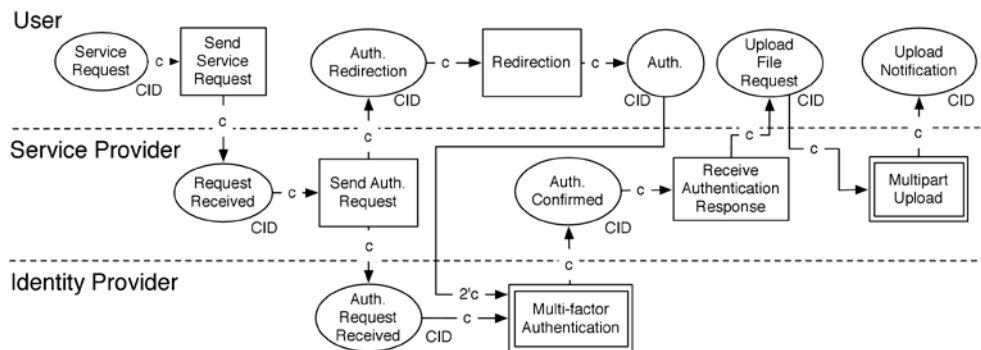 User
Service
Request
CID
c
Send
Service
Request
c
Auth.
Redirection
CID
c
Redirection
c
Auth.
CID
Upload
File
Request
CID
Upload
Notification
CID
Service Provider
Request
Received
CID
c
Send Auth.
Request
c
c
Auth.
Confirmed
CID
c
Receive
Authentication
Response
c
c
Multipart
Upload
c
Identity Provider
Auth.
Request
Received
CID
2'c
c
Multi-factor
Authentication
c